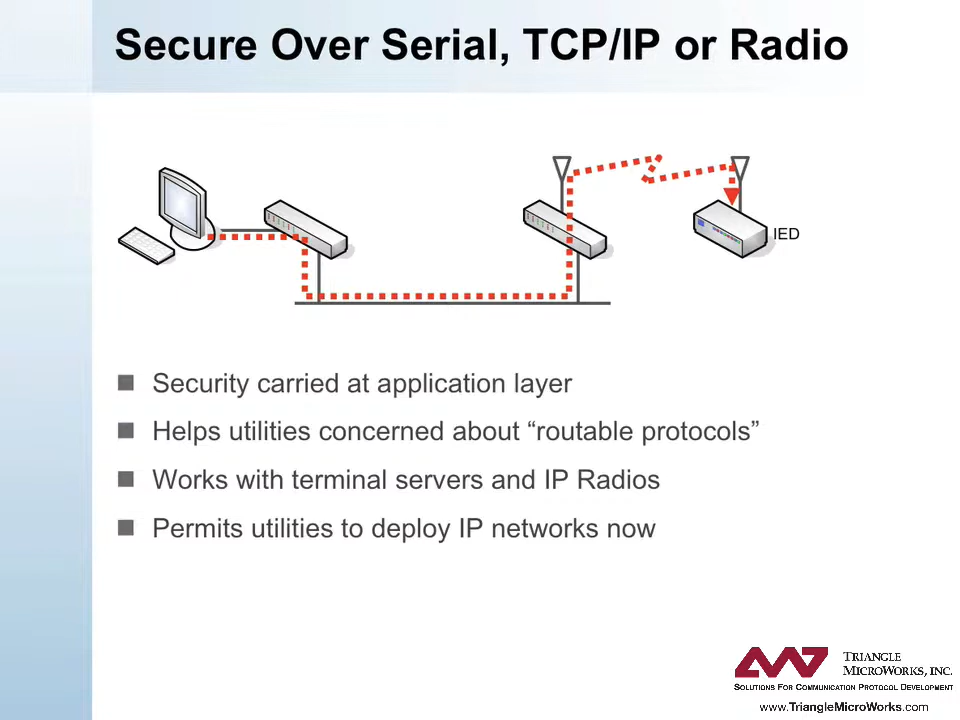 Secure Over Serial, TCP/IP or Radio
IED
Security carried at application layer
Helps utilities concerned about “routable protocols”
Works with terminal servers and IP Radios
Permits utilities to deploy IP networks now
TRIANGLE
MICROWORKS, INC.
SOLUTIONS FOR COMMUNICATION PROTOCOL DEVELOPMENT
www.TriangleMicroWorks.com